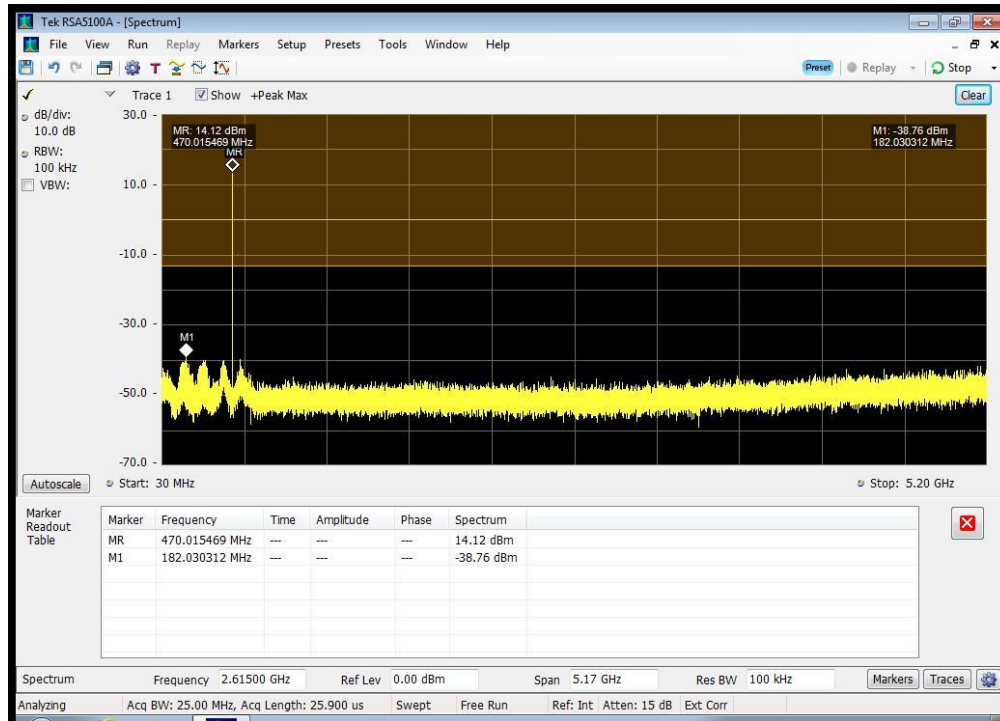 Tek RSA5100A - [Spectrum]
File View Run Replay Markers Setup Presets Tools Window Help
T Preset Replay Stop
Trace 1 Show +Peak Max Clear
dB/div:
10.0 dB
RBW:
100 kHz
VBW:
30.0
10.0
-10.0
-30.0
-50.0
-70.0
MR: 14.12 dBm
470.015469 MHz
MR
M1: -38.76 dBm
182.030312 MHz
M1
Autoscale Start: 30 MHz Stop: 5.20 GHz
Marker
Readout
Table
Marker Frequency Time Amplitude Phase Spectrum
MR 470.015469 MHz --- --- --- 14.12 dBm
M1 182.030312 MHz --- --- --- -38.76 dBm
Spectrum Frequency 2.61500 GHz Ref Lev 0.00 dBm Span 5.17 GHz Res BW 100 kHz Markers Traces
Analyzing Acq BW: 25.00 MHz, Acq Length: 25.900 us Swept Free Run Ref: Int Atten: 15 dB Ext Corr